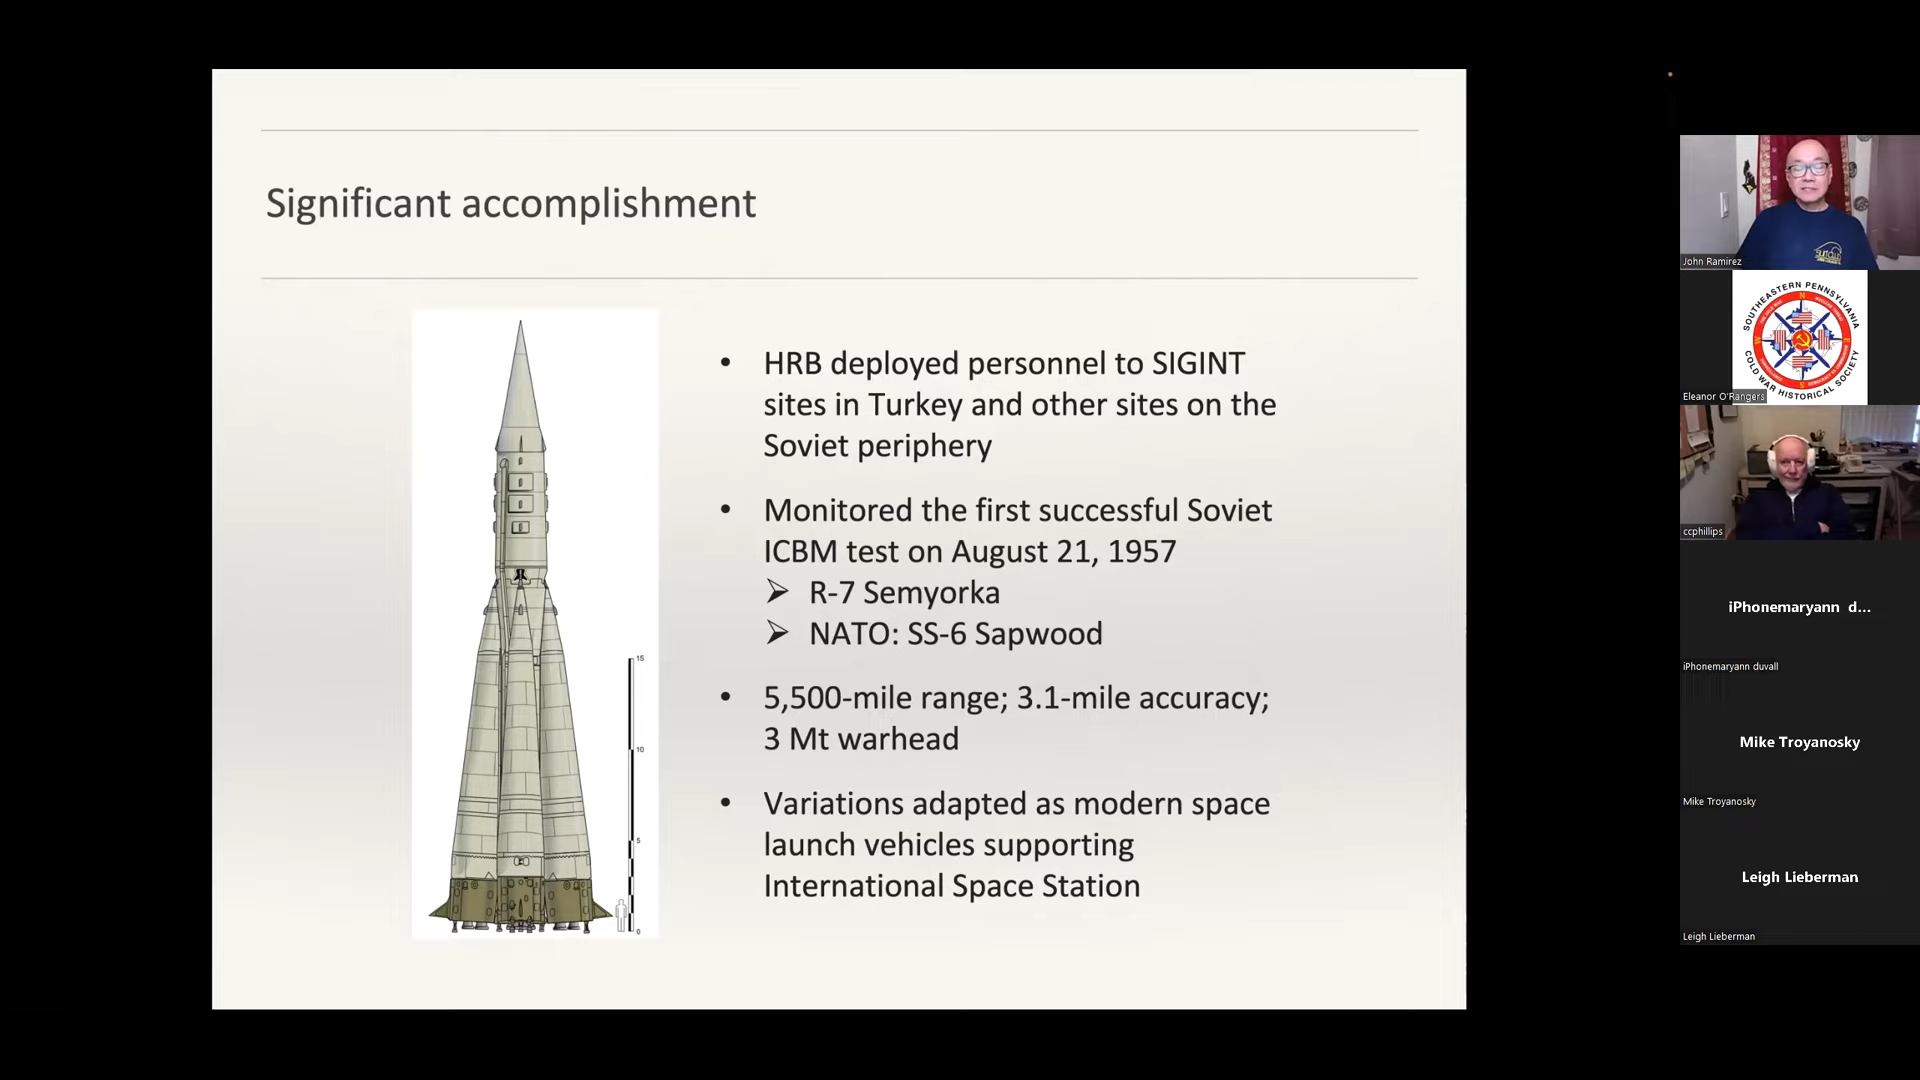 Significant accomplishment
• HRB deployed personnel to SIGINT
sites in Turkey and other sites on the
Soviet periphery
• Monitored the first successful Soviet
ICBM test on August 21, 1957
➢ R-7 Semyorka
➢ NATO: SS-6 Sapwood
• 5,500-mile range; 3.1-mile accuracy;
3 Mt warhead
• Variations adapted as modern space
launch vehicles supporting
International Space Station
15
10
5
0
John Ramirez
SOUTHEASTERN PENNSYLVANIA
COLD WAR HISTORICAL SOCIETY
N
E
W
Eleanor O'Rangers
ccphillips
iPhonemaryann d...
iPhonemaryann duvall
Mike Troyanosky
Mike Troyanosky
Leigh Lieberman
Leigh Lieberman